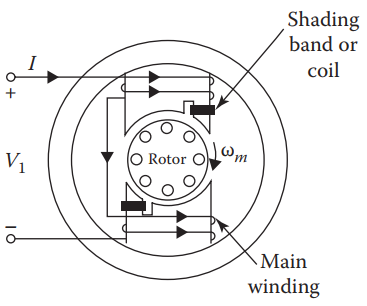 Shading
band or
coil
I
+
V1
Rotor
ωm
–
Main
winding